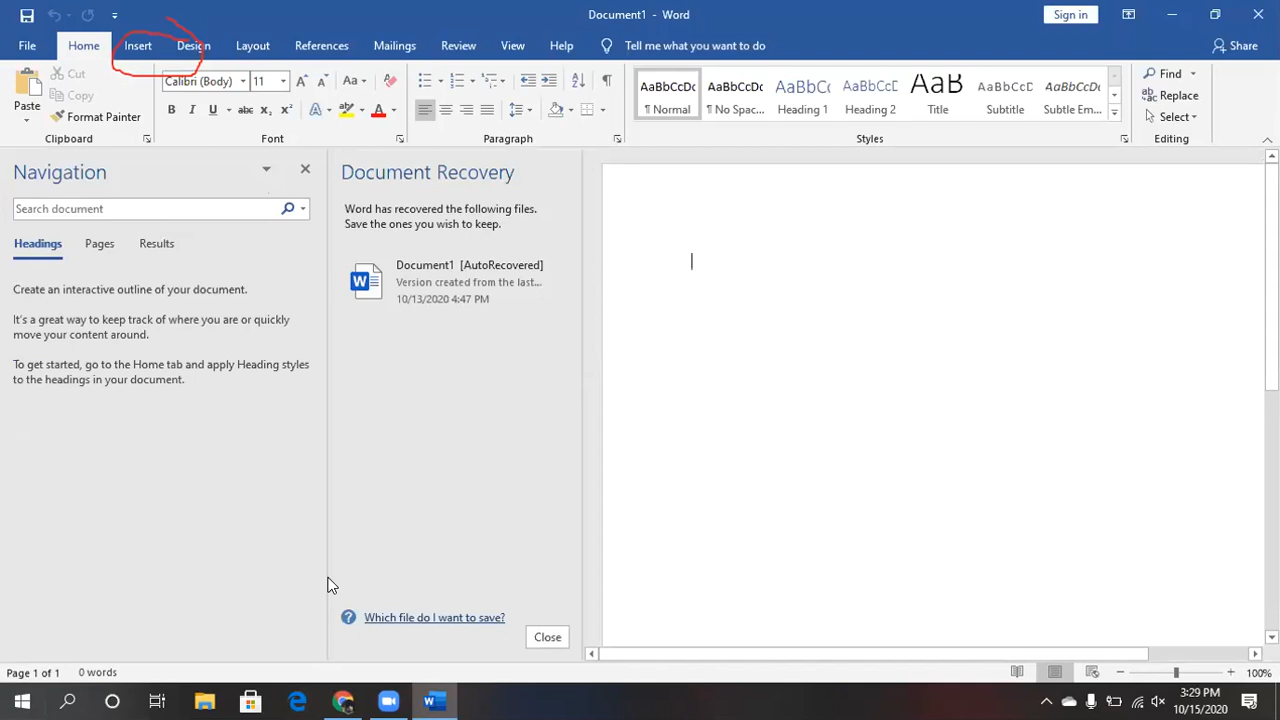 Document1 - Word
Sign in
File Home Insert Design Layout References Mailings Review View Help Tell me what you want to do Share
Paste
Cut
Copy
Format Painter
Clipboard
Calibri (Body) 11 A A Aa A
B I U abc x₂ x² A ab A
Font
Paragraph
AaBbCcDc AaBbCcDc AaBbCc AaBbCcD AaB AaBbCcD AaBbCcDc
¶ Normal ¶ No Spac... Heading 1 Heading 2 Title Subtitle Subtle Em...
Styles
Find
Replace
Select
Editing
Navigation
Search document
Headings Pages Results
Create an interactive outline of your document.
It's a great way to keep track of where you are or quickly
move your content around.
To get started, go to the Home tab and apply Heading styles
to the headings in your document.
Document Recovery
Word has recovered the following files.
Save the ones you wish to keep.
Document1 [AutoRecovered]
Version created from the last...
10/13/2020 4:47 PM
? Which file do I want to save?
Close
Page 1 of 1 0 words
100%
3:29 PM
10/15/2020